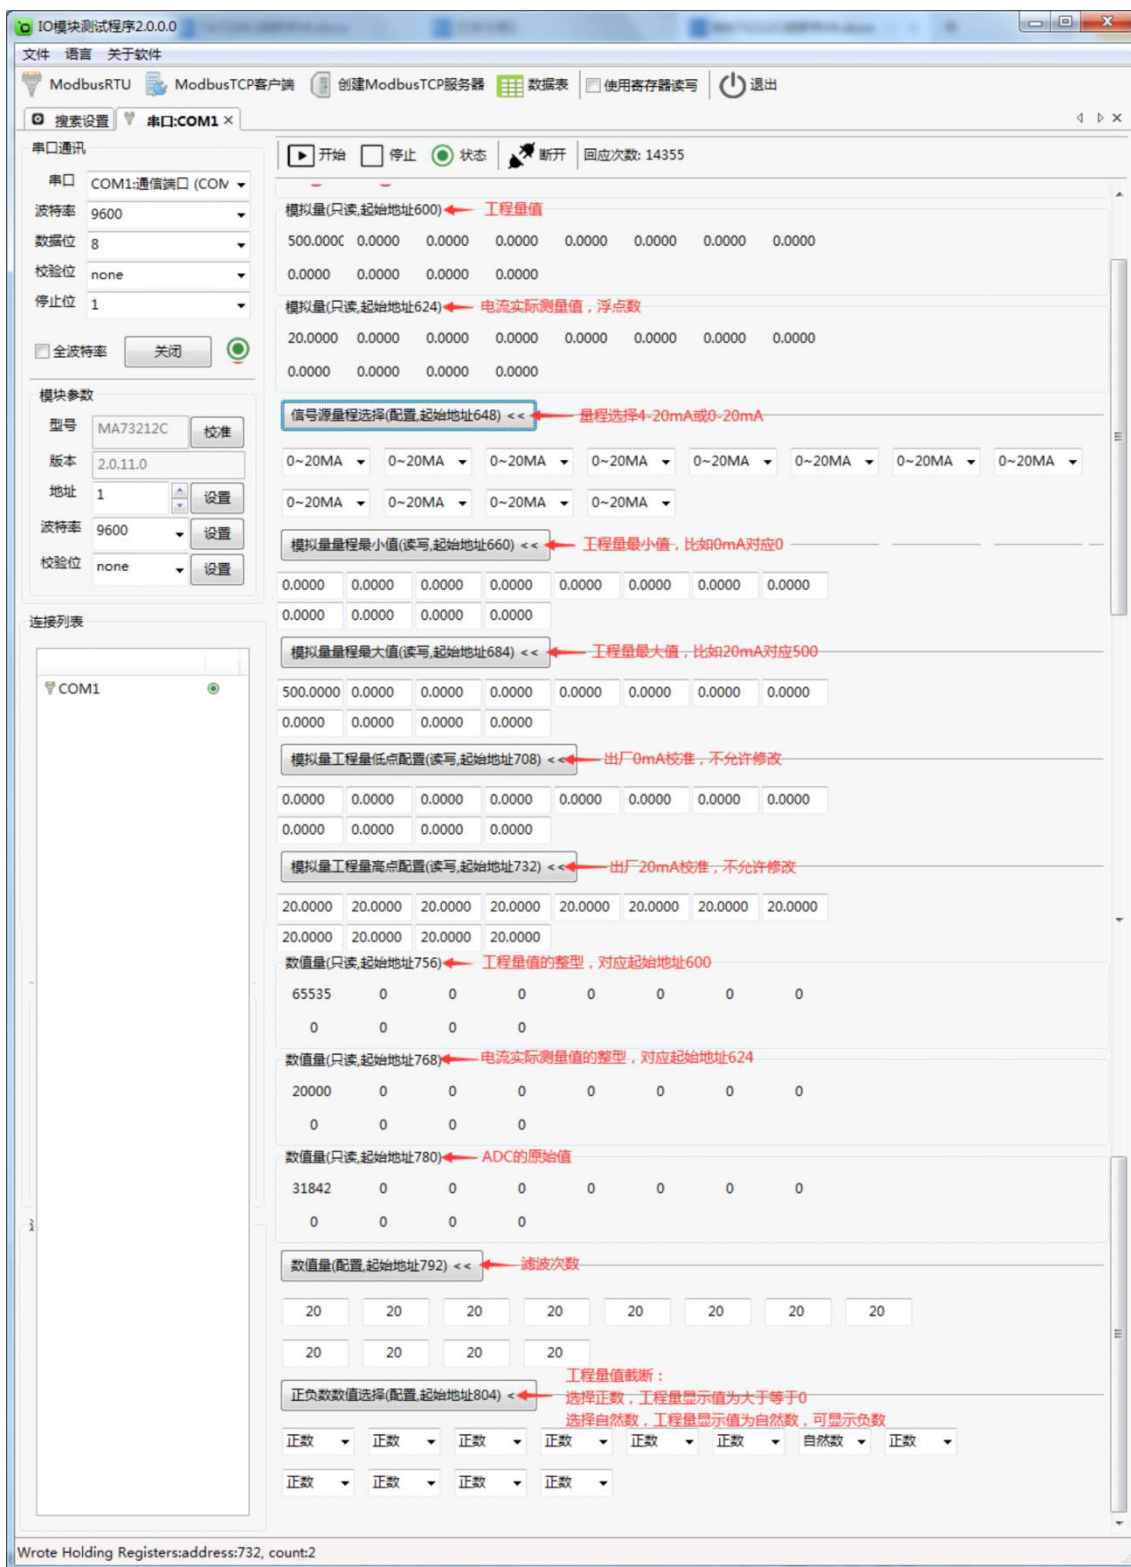 IO模块测试程序2.0.0.0
文件 语言 关于软件
ModbusRTU ModbusTCP客户端 创建ModbusTCP服务器 数据表 使用寄存器读写 退出
搜索设置 串口:COM1
串口通讯
串口 COM1:通信端口 (COM
波特率 9600
数据位 8
校验位 none
停止位 1
全波特率 关闭
模块参数
型号 MA73212C 校准
版本 2.0.11.0
地址 1 设置
波特率 9600 设置
校验位 none 设置
连接列表
COM1
开始 停止 状态 断开 回应次数: 14355
模拟量(只读,起始地址600) 工程量值
500.0000 0.0000 0.0000 0.0000 0.0000 0.0000 0.0000 0.0000
0.0000 0.0000 0.0000 0.0000
模拟量(只读,起始地址624) 电流实际测量值，浮点数
20.0000 0.0000 0.0000 0.0000 0.0000 0.0000 0.0000 0.0000
0.0000 0.0000 0.0000 0.0000
信号源量程选择(配置,起始地址648) << 量程选择4-20mA或0-20mA
0~20MA 0~20MA 0~20MA 0~20MA 0~20MA 0~20MA 0~20MA 0~20MA
0~20MA 0~20MA 0~20MA 0~20MA
模拟量量程最小值(读写,起始地址660) << 工程量最小值，比如0mA对应0
0.0000 0.0000 0.0000 0.0000 0.0000 0.0000 0.0000 0.0000
0.0000 0.0000 0.0000 0.0000
模拟量量程最大值(读写,起始地址684) << 工程量最大值，比如20mA对应500
500.0000 0.0000 0.0000 0.0000 0.0000 0.0000 0.0000 0.0000
0.0000 0.0000 0.0000 0.0000
模拟量工程量低点配置(读写,起始地址708) << 出厂0mA校准，不允许修改
0.0000 0.0000 0.0000 0.0000 0.0000 0.0000 0.0000 0.0000
0.0000 0.0000 0.0000 0.0000
模拟量工程量高点配置(读写,起始地址732) << 出厂20mA校准，不允许修改
20.0000 20.0000 20.0000 20.0000 20.0000 20.0000 20.0000 20.0000
20.0000 20.0000 20.0000 20.0000
数值量(只读,起始地址756) 工程量值的整型，对应起始地址600
65535 0 0 0 0 0 0 0
0 0 0 0
数值量(只读,起始地址768) 电流实际测量值的整型，对应起始地址624
20000 0 0 0 0 0 0 0
0 0 0 0
数值量(只读,起始地址780) ADC的原始值
31842 0 0 0 0 0 0 0
0 0 0 0
数值量(配置,起始地址792) << 滤波次数
20 20 20 20 20 20 20 20
20 20 20 20
工程量值截断：
正负数数值选择(配置,起始地址804) < 选择正数，工程量显示值为大于等于0
选择自然数，工程量显示值为自然数，可显示负数
正数 正数 正数 正数 正数 正数 自然数 正数
正数 正数 正数 正数
Wrote Holding Registers:address:732, count:2